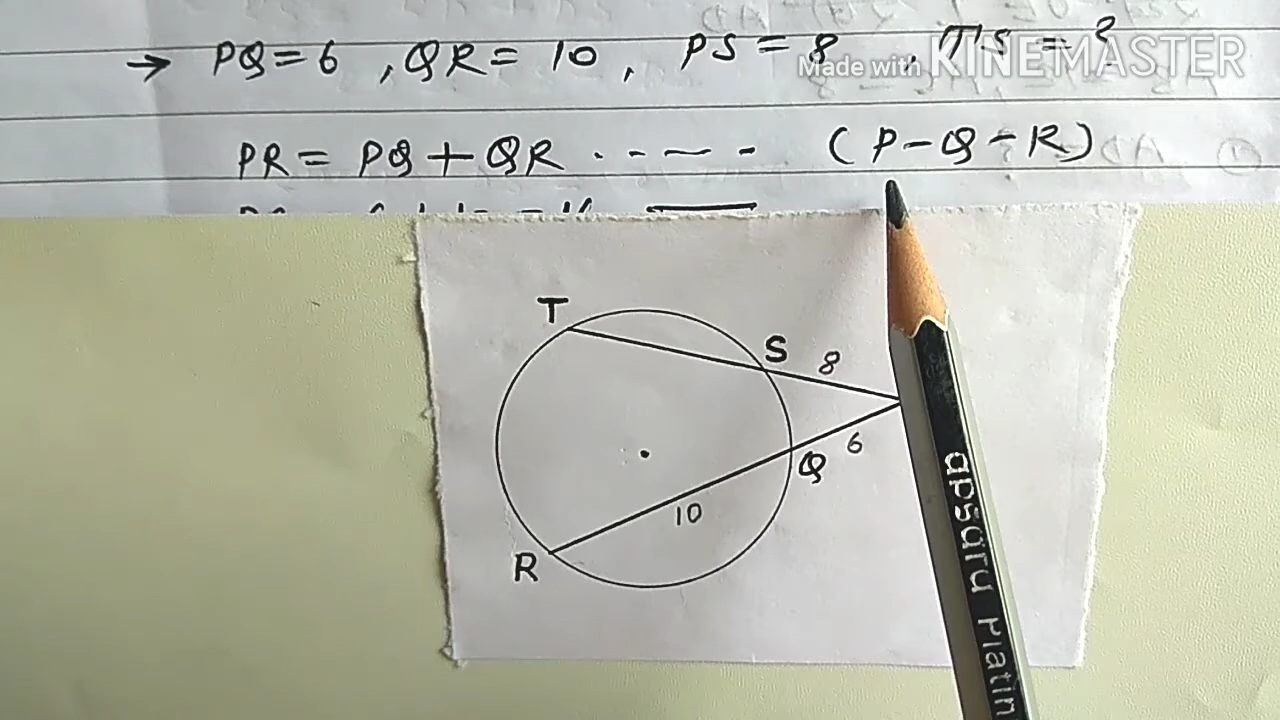 → PQ = 6 , QR = 10 , PS = 8 , TS = ?
Made with KINEMASTER
PR = PQ + QR ----- (P-Q-R)
T
S
8
6
Q
10
R
apsara PLatin